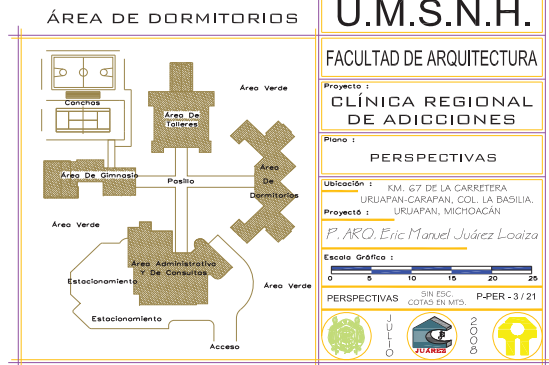 ÁREA DE DORMITORIOS
Canchas
Área De
Talleres
Área Verde
Área De Gimnasio
Pasillo
Área
De
Dormitorios
Área Verde
Área Administrativa
Y De Consultas
Estacionamiento
Área Verde
Estacionamiento
Acceso
U.M.S.N.H.
FACULTAD DE ARQUITECTURA
Proyecto :
CLÍNICA REGIONAL
DE ADICCIONES
Plano :
PERSPECTIVAS
Ubicación :
KM. 67 DE LA CARRETERA
URUAPAN-CARAPAN, COL. LA BASILIA.
URUAPAN, MICHOACÁN
Proyectó :
P. ARQ. Eric Manuel Juárez Loaiza
Escala Gráfica :
0 5 10 15 20 25
PERSPECTIVAS
SIN ESC.
COTAS EN MTS.
P-PER - 3 / 21
JULIO
JUÁREZ
2008